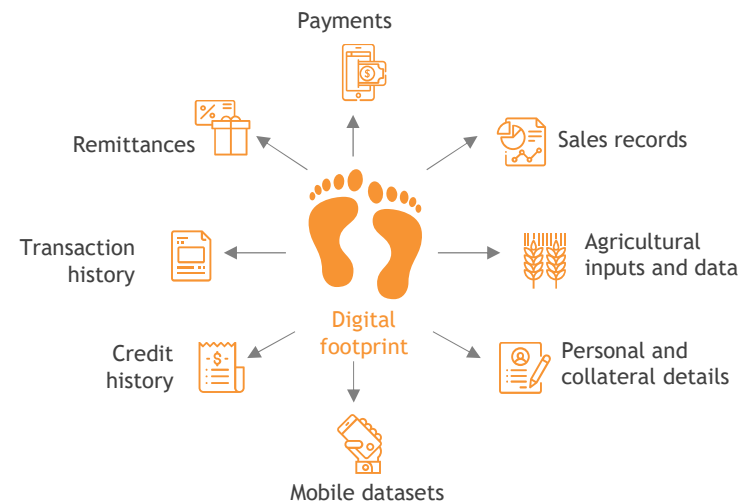 Payments
Remittances
Sales records
Transaction
history
Agricultural
inputs and data
Digital
footprint
Credit
history
Personal and
collateral details
Mobile datasets